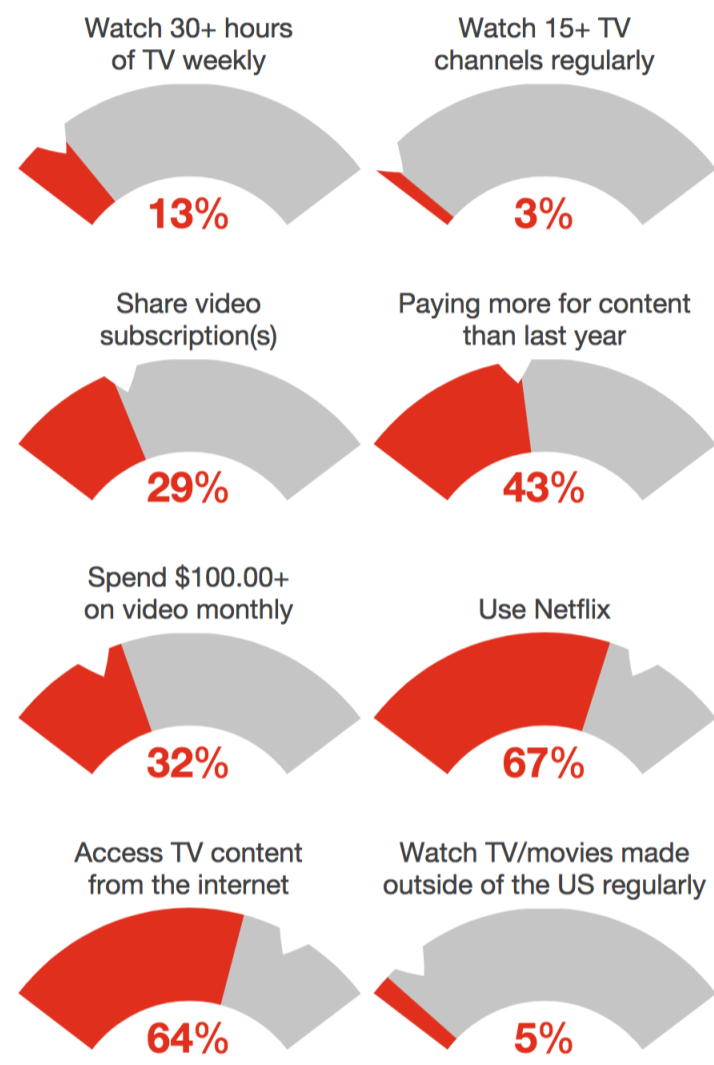 Watch 30+ hours
of TV weekly
13%
Watch 15+ TV
channels regularly
3%
Share video
subscription(s)
29%
Paying more for content
than last year
43%
Spend $100.00+
on video monthly
32%
Use Netflix
67%
Access TV content
from the internet
64%
Watch TV/movies made
outside of the US regularly
5%